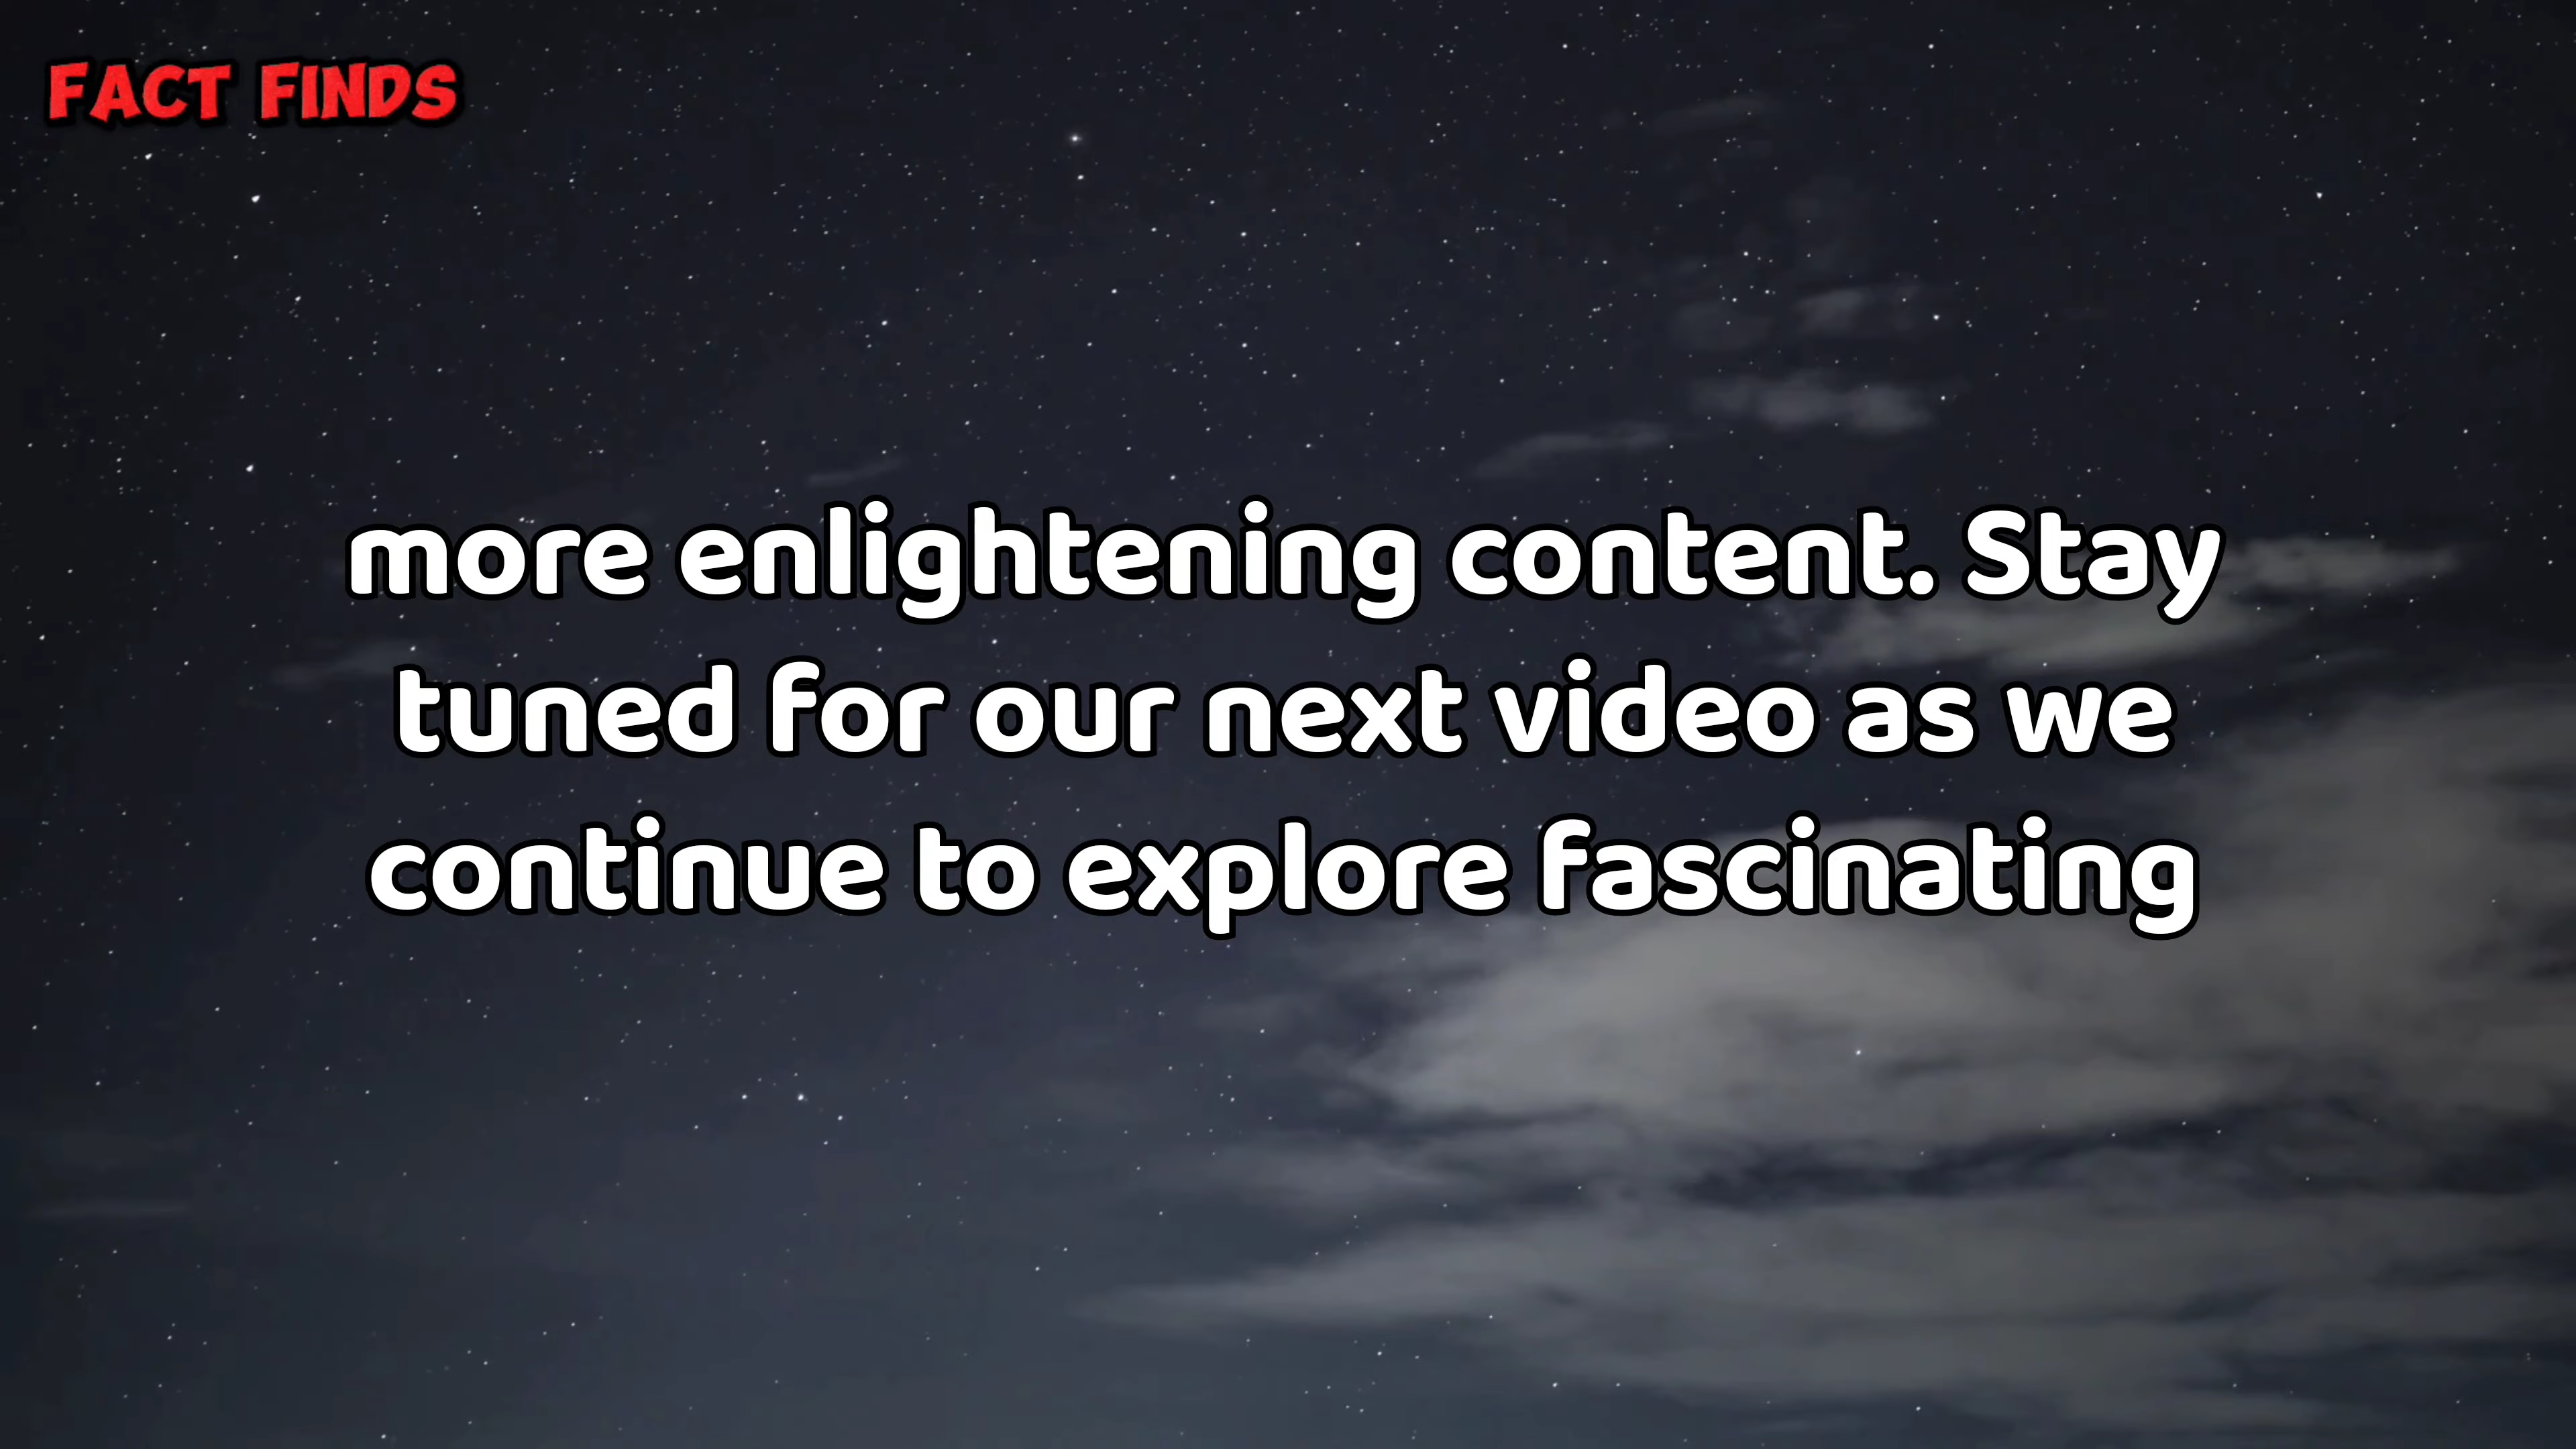 FACT FINDS
more enlightening content. Stay
tuned for our next video as we
continue to explore fascinating